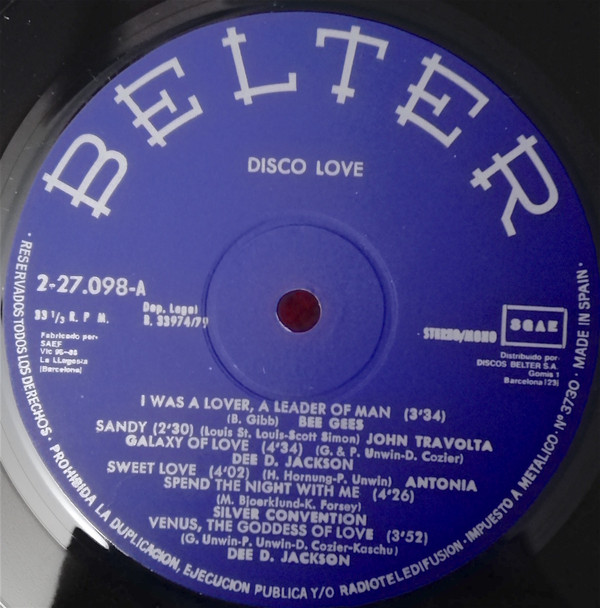 BELTER
DISCO LOVE
2-27.098-A
33 1/3 R. P. M.
Dep. Legal
B. 33974/79
Fabricado por:
SAEF
Vic
La Llagosta
(Barcelona)
STEREO/MONO
SGAE
Distribuido por:
DISCOS BELTER S.A.
Gomis 1
Barcelona (23)
I WAS A LOVER, A LEADER OF MAN (3'34)
(B. Gibb) BEE GEES
SANDY (2'30) (Louis St. Louis-Scott Simon) JOHN TRAVOLTA
GALAXY OF LOVE (4'34) (G. & P. Unwin-D. Cozier)
DEE D. JACKSON
SWEET LOVE (4'02) (H. Hornung-P. Unwin) ANTONIA
SPEND THE NIGHT WITH ME (4'26)
(M. Bjoerklund-K. Forsey)
SILVER CONVENTION
VENUS, THE GODDESS OF LOVE (3'52)
(G. Unwin-P. Unwin-D. Cozier-Kaschu)
DEE D. JACKSON
· RESERVADOS TODOS LOS DERECHOS · PROHIBIDA LA DUPLICACION, EJECUCION PUBLICA Y/O RADIOTELEDIFUSION · IMPUESTO A METALICO · Nº 3730 · MADE IN SPAIN ·